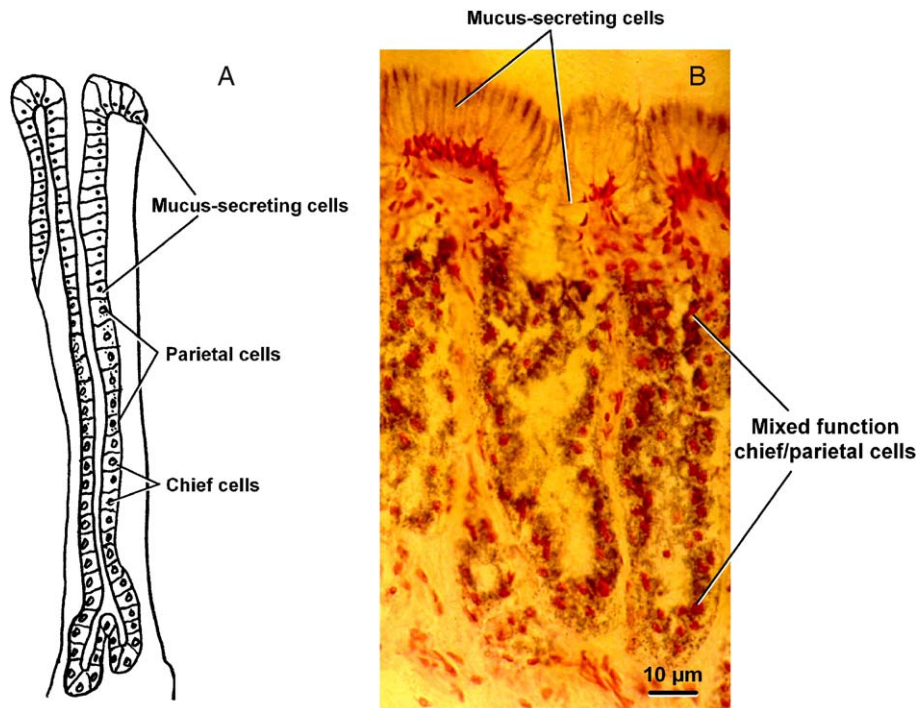 Mucus-secreting cells
A
B
Mucus-secreting cells
Parietal cells
Chief cells
Mixed function
chief/parietal cells
10 µm